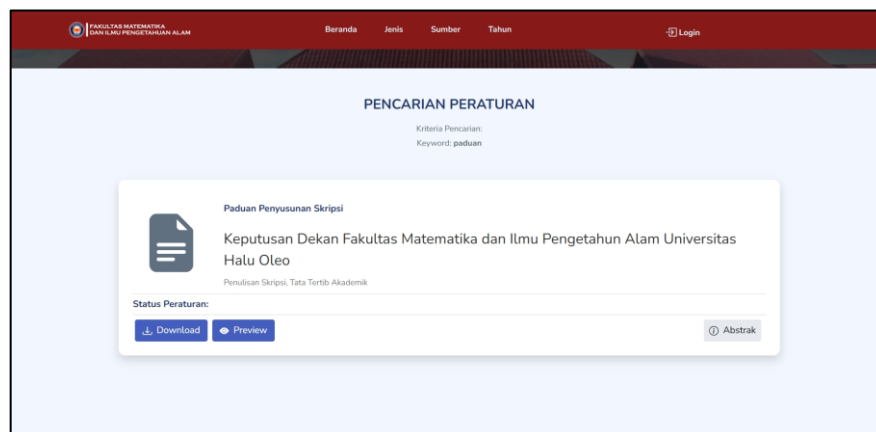 FAKULTAS MATEMATIKA
DAN ILMU PENGETAHUAN ALAM
Beranda Jenis Sumber Tahun Login
PENCARIAN PERATURAN
Kriteria Pencarian:
Keyword: paduan
Paduan Penyusunan Skripsi
Keputusan Dekan Fakultas Matematika dan Ilmu Pengetahun Alam Universitas
Halu Oleo
Penulisan Skripsi, Tata Tertib Akademik
Status Peraturan:
Download Preview Abstrak